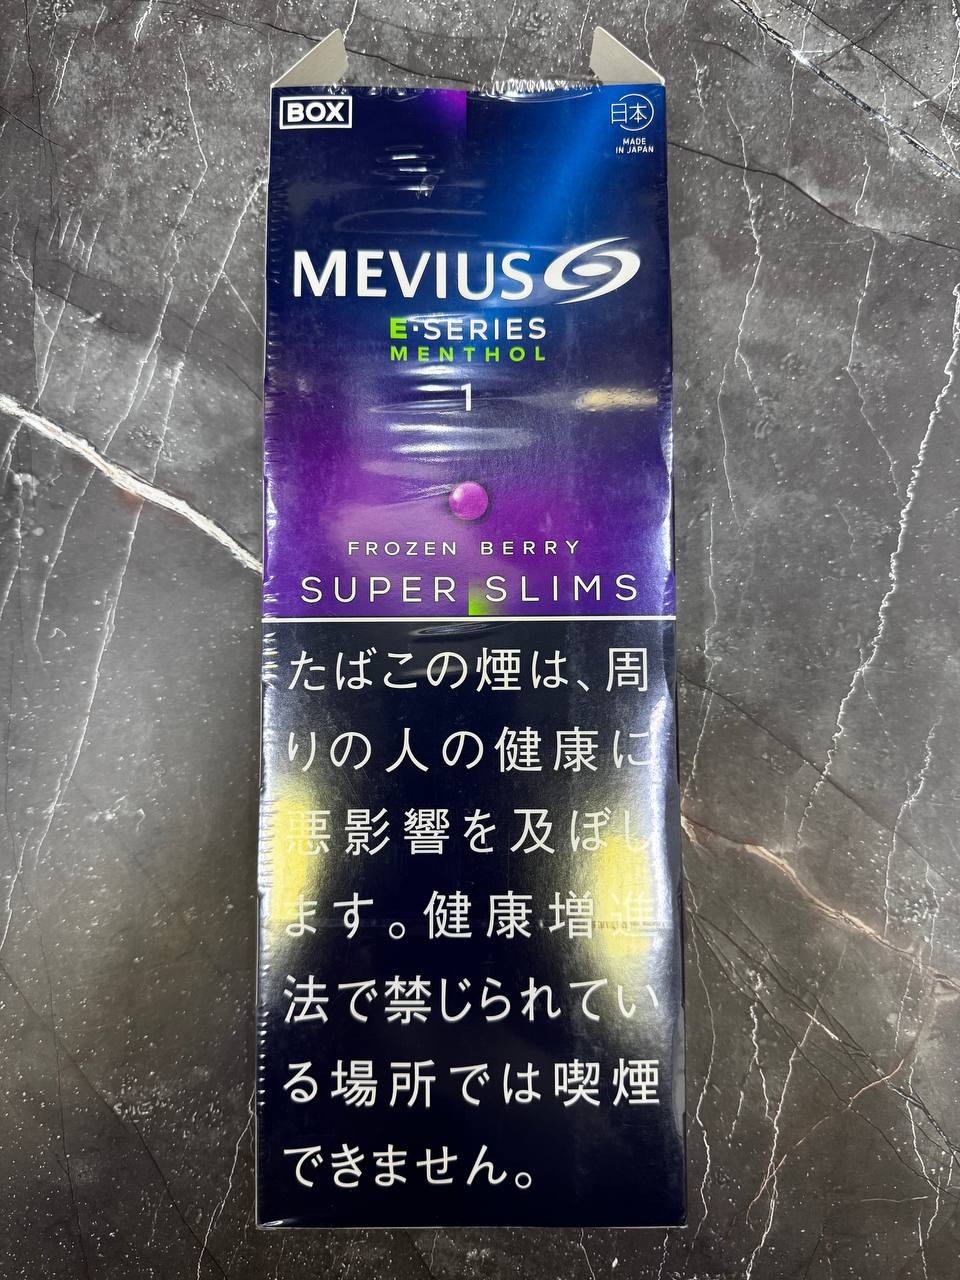 BOX
日本
MADE
IN JAPAN
MEVIUS
E·SERIES
MENTHOL
1
FROZEN BERRY
SUPER SLIMS
たばこの煙は、周
りの人の健康に
悪影響を及ぼし
ます。健康増進
法で禁じられてい
る場所では喫煙
できません。